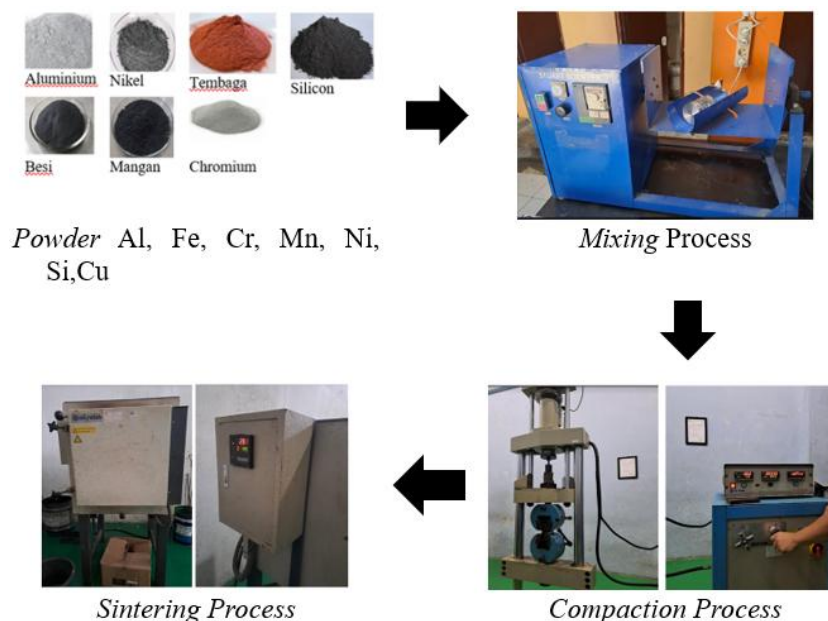 Aluminium Nikel Tembaga Silicon
Besi Mangan Chromium
Powder Al, Fe, Cr, Mn, Ni,
Si,Cu
Mixing Process
Sintering Process
Compaction Process